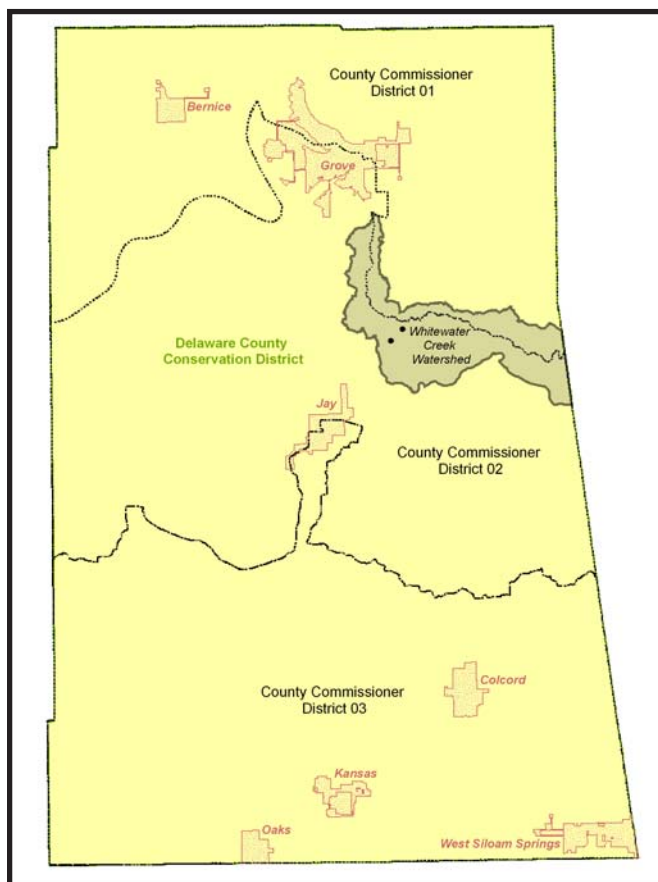 County Commissioner
District 01
Bernice
Grove
Whitewater
Creek
Watershed
Delaware County
Conservation District
Jay
County Commissioner
District 02
Colcord
County Commissioner
District 03
Kansas
Oaks
West Siloam Springs